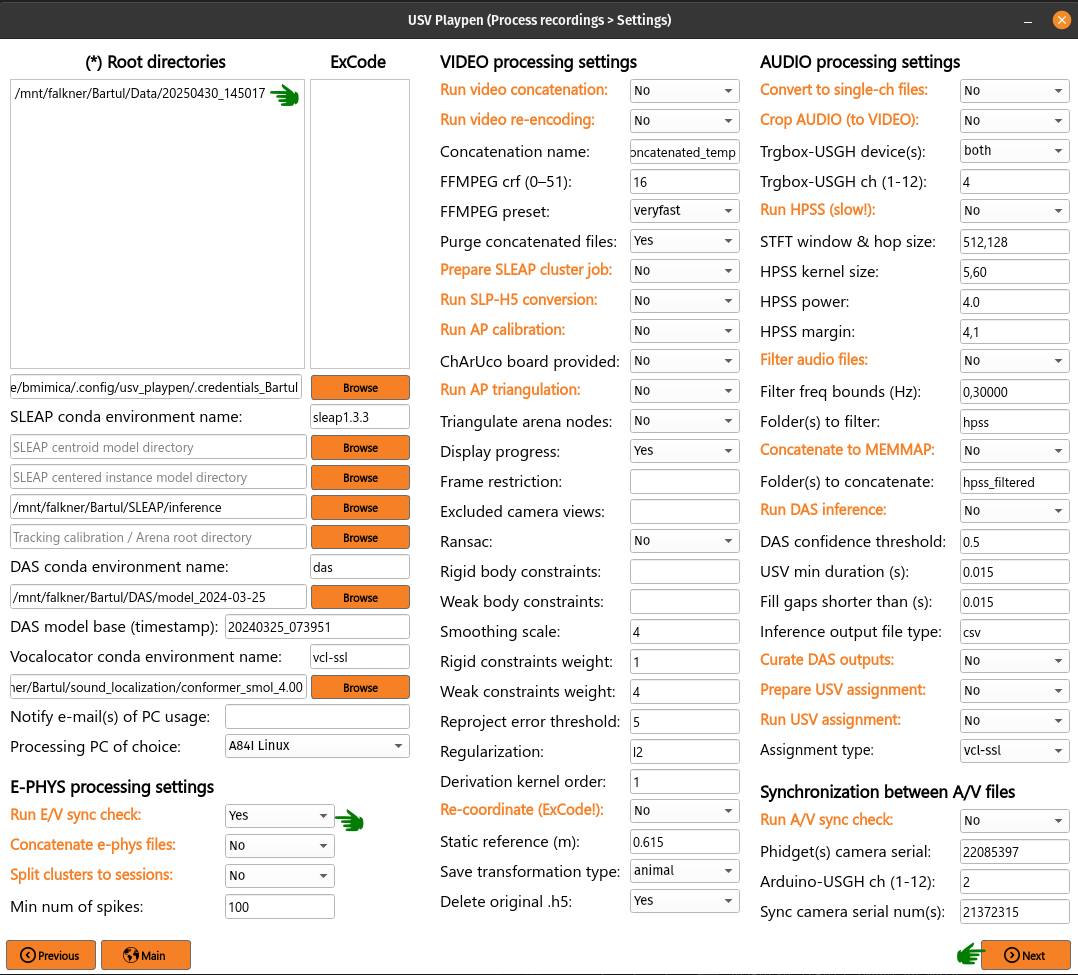 USV Playpen (Process recordings > Settings)
(*) Root directories
ExCode
/mnt/falkner/Bartul/Data/20250430_145017
e/bmimica/.config/usv_playpen/.credentials_Bartul
Browse
SLEAP conda environment name:
sleap1.3.3
SLEAP centroid model directory
Browse
SLEAP centered instance model directory
Browse
/mnt/falkner/Bartul/SLEAP/inference
Browse
Tracking calibration / Arena root directory
Browse
DAS conda environment name:
das
/mnt/falkner/Bartul/DAS/model_2024-03-25
Browse
DAS model base (timestamp):
20240325_073951
Vocalocator conda environment name:
vcl-ssl
ner/Bartul/sound_localization/conformer_smol_4.00
Browse
Notify e-mail(s) of PC usage:
Processing PC of choice:
A84I Linux
E-PHYS processing settings
Run E/V sync check:
Yes
Concatenate e-phys files:
No
Split clusters to sessions:
No
Min num of spikes:
100
VIDEO processing settings
Run video concatenation:
No
Run video re-encoding:
No
Concatenation name:
oncatenated_temp
FFMPEG crf (0–51):
16
FFMPEG preset:
veryfast
Purge concatenated files:
Yes
Prepare SLEAP cluster job:
No
Run SLP-H5 conversion:
No
Run AP calibration:
No
ChArUco board provided:
No
Run AP triangulation:
No
Triangulate arena nodes:
No
Display progress:
Yes
Frame restriction:
Excluded camera views:
Ransac:
No
Rigid body constraints:
Weak body constraints:
Smoothing scale:
4
Rigid constraints weight:
1
Weak constraints weight:
4
Reproject error threshold:
5
Regularization:
l2
Derivation kernel order:
1
Re-coordinate (ExCode!):
No
Static reference (m):
0.615
Save transformation type:
animal
Delete original .h5:
Yes
AUDIO processing settings
Convert to single-ch files:
No
Crop AUDIO (to VIDEO):
No
Trgbox-USGH device(s):
both
Trgbox-USGH ch (1-12):
4
Run HPSS (slow!):
No
STFT window & hop size:
512,128
HPSS kernel size:
5,60
HPSS power:
4.0
HPSS margin:
4,1
Filter audio files:
No
Filter freq bounds (Hz):
0,30000
Folder(s) to filter:
hpss
Concatenate to MEMMAP:
No
Folder(s) to concatenate:
hpss_filtered
Run DAS inference:
No
DAS confidence threshold:
0.5
USV min duration (s):
0.015
Fill gaps shorter than (s):
0.015
Inference output file type:
csv
Curate DAS outputs:
No
Prepare USV assignment:
No
Run USV assignment:
No
Assignment type:
vcl-ssl
Synchronization between A/V files
Run A/V sync check:
No
Phidget(s) camera serial:
22085397
Arduino-USGH ch (1-12):
2
Sync camera serial num(s):
21372315
Previous
Main
Next